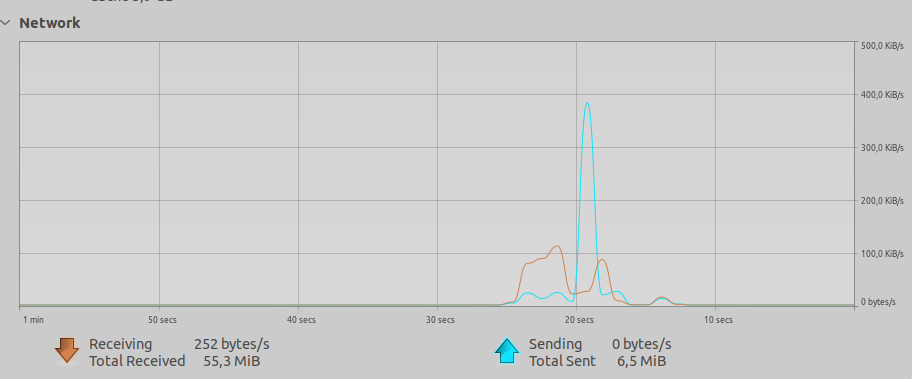 Network
500,0 KiB/s
400,0 KiB/s
300,0 KiB/s
200,0 KiB/s
100,0 KiB/s
0 bytes/s
1 min 50 secs 40 secs 30 secs 20 secs 10 secs
Receiving 252 bytes/s Sending 0 bytes/s
Total Received 55,3 MiB Total Sent 6,5 MiB